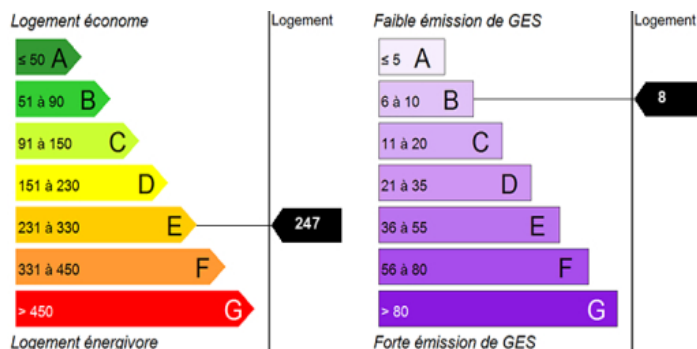 Logement économe
Logement
≤ 50 A
51 à 90 B
91 à 150 C
151 à 230 D
231 à 330 E
247
331 à 450 F
> 450 G
Logement énergivore
Faible émission de GES
Logement
≤ 5 A
6 à 10 B
8
11 à 20 C
21 à 35 D
36 à 55 E
56 à 80 F
> 80 G
Forte émission de GES